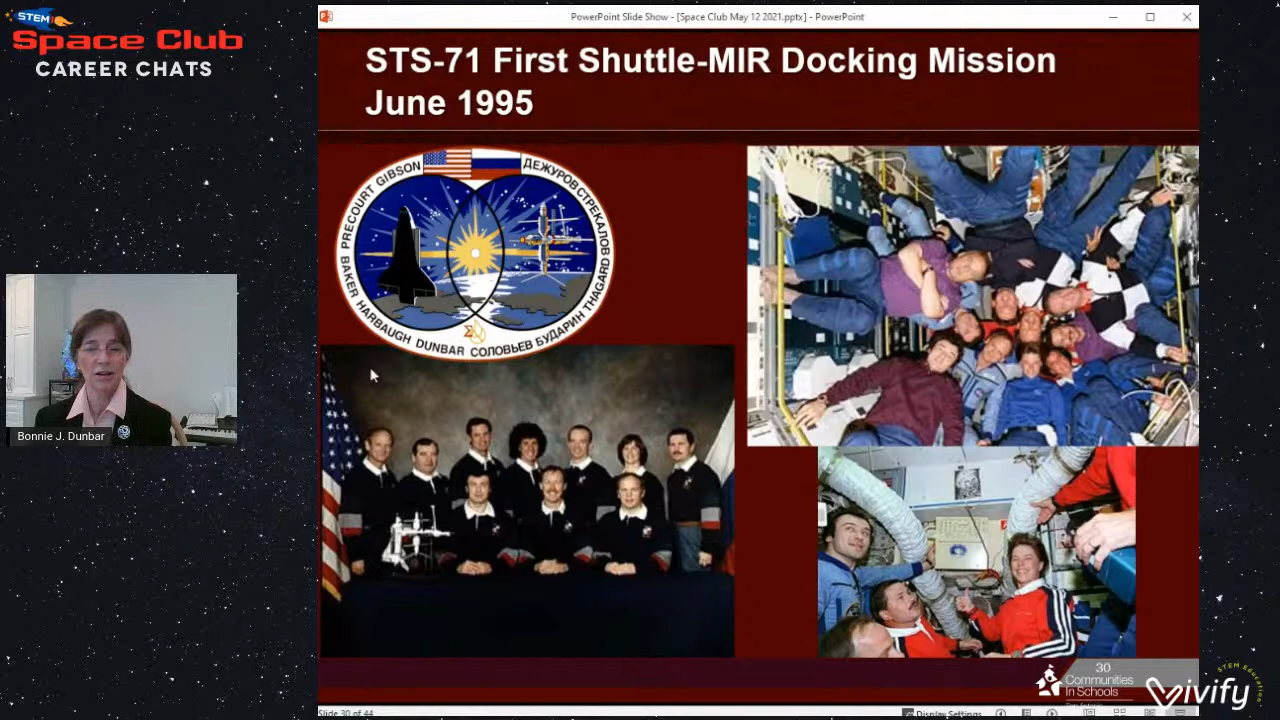 STEM
Space Club
CAREER CHATS
PowerPoint Slide Show - [Space Club May 12 2021.pptx] - PowerPoint
STS-71 First Shuttle-MIR Docking Mission
June 1995
HARBAUGH BAKER PRECOURT GIBSON
ДЕЖУРОВ СТРЕКАЛОВ THAGARD
DUNBAR СОЛОВЬЕВ БУДАРИН
Bonnie J. Dunbar
30
Communities
In Schools
STEM Education
Vivify
Slide 30 of 44
Display Settings